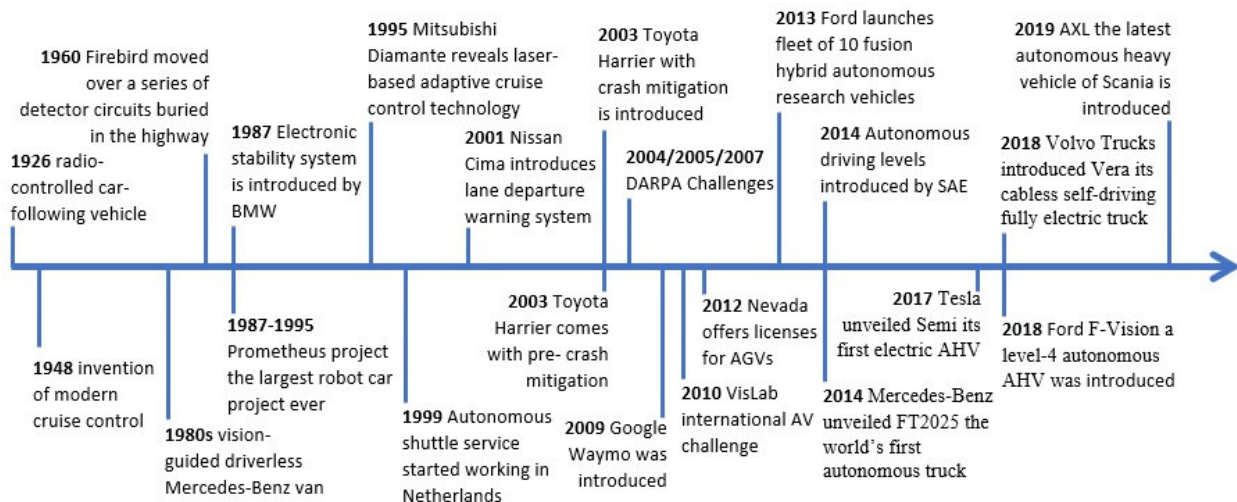 1960 Firebird moved
over a series of
detector circuits buried
in the highway
1995 Mitsubishi
Diamante reveals laser-
based adaptive cruise
control technology
2003 Toyota
Harrier with
crash mitigation
is introduced
2013 Ford launches
fleet of 10 fusion
hybrid autonomous
research vehicles
2019 AXL the latest
autonomous heavy
vehicle of Scania is
introduced
1926 radio-
controlled car-
following vehicle
1987 Electronic
stability system
is introduced by
BMW
2001 Nissan
Cima introduces
lane departure
warning system
2004/2005/2007
DARPA Challenges
2014 Autonomous
driving levels
introduced by SAE
2018 Volvo Trucks
introduced Vera its
cabless self-driving
fully electric truck
1948 invention
of modern
cruise control
1980s vision-
guided driverless
Mercedes-Benz van
1987-1995
Prometheus project
the largest robot car
project ever
1999 Autonomous
shuttle service
started working in
Netherlands
2003 Toyota
Harrier comes
with pre- crash
mitigation
2009 Google
Waymo was
introduced
2010 VisLab
international AV
challenge
2012 Nevada
offers licenses
for AGVs
2014 Mercedes-Benz
unveiled FT2025 the
world’s first
autonomous truck
2017 Tesla
unveiled Semi its
first electric AHV
2018 Ford F-Vision a
level-4 autonomous
AHV was introduced